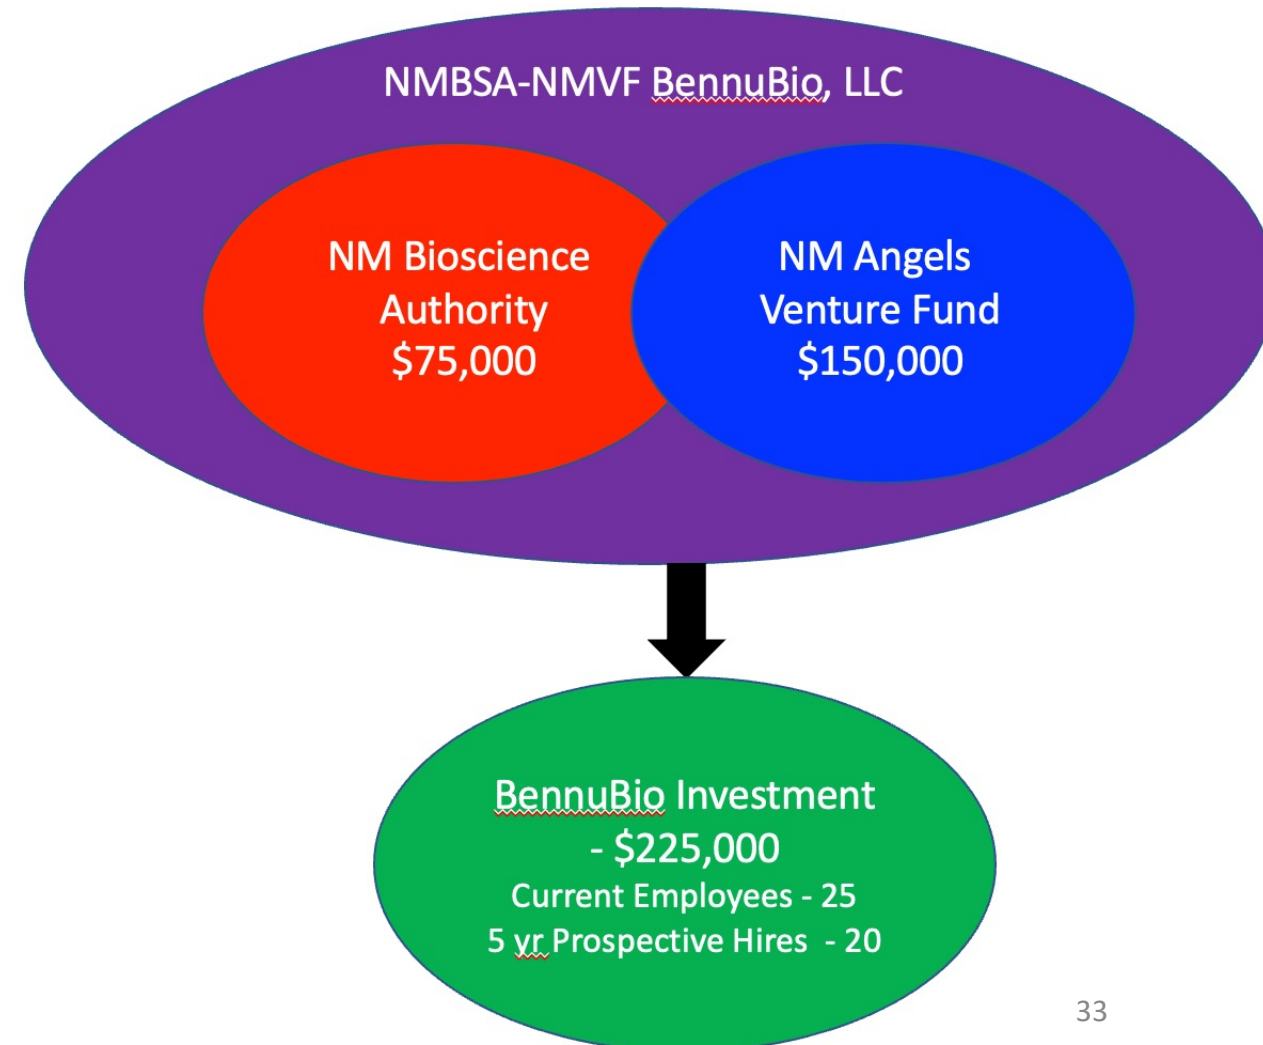 NMBSA-NMVF BennuBio, LLC
NM Bioscience
Authority
$75,000
NM Angels
Venture Fund
$150,000
BennuBio Investment
- $225,000
Current Employees - 25
5 yr Prospective Hires  - 20
33